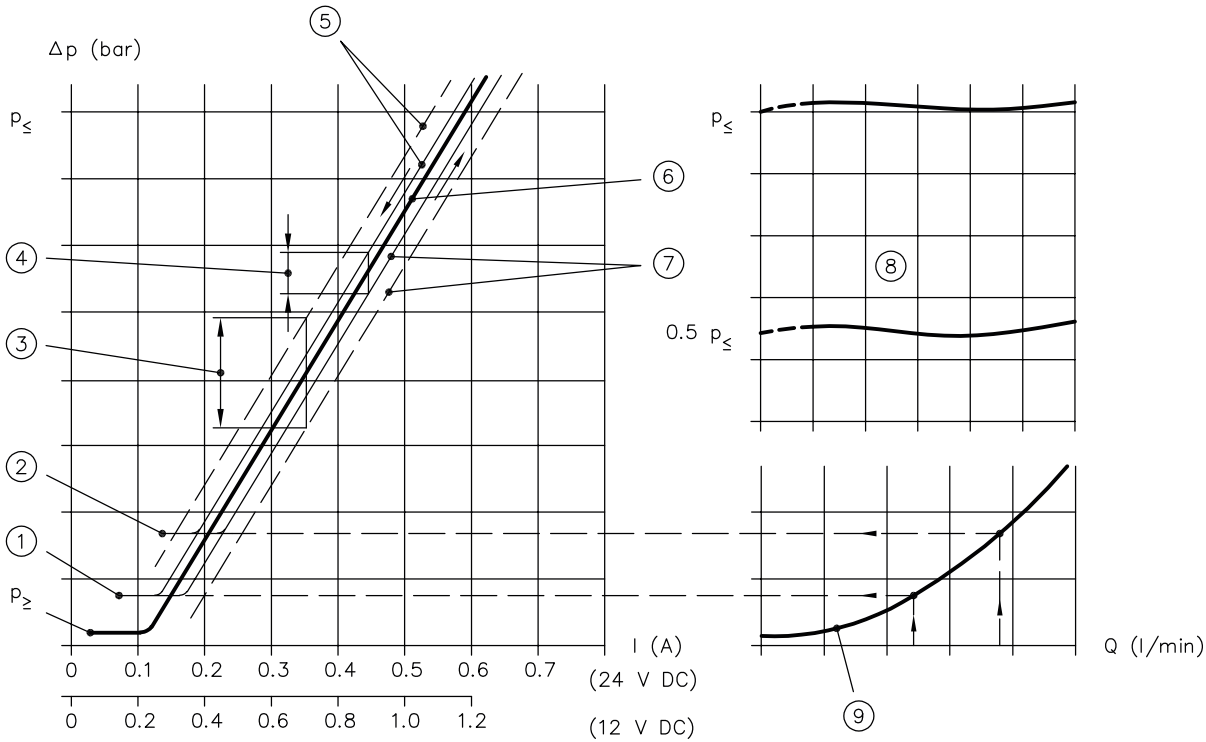 5
Δp (bar)
p≤
p≤
6
4
7
8
3
0.5 p≤
2
1
p≥
I (A)
Q (l/min)
0 0.1 0.2 0.3 0.4 0.5 0.6 0.7
(24 V DC)
0 0.2 0.4 0.6 0.8 1.0 1.2
(12 V DC)
9